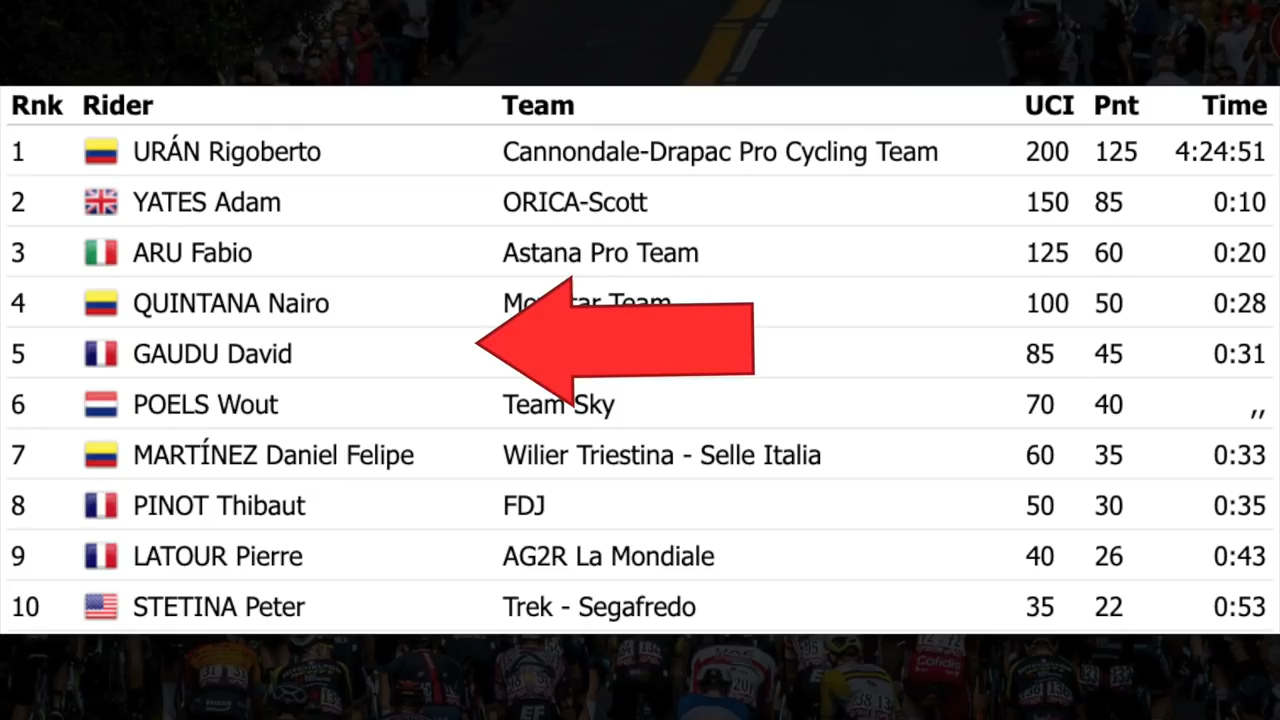 Rnk Rider Team UCI Pnt Time
1 URÁN Rigoberto Cannondale-Drapac Pro Cycling Team 200 125 4:24:51
2 YATES Adam ORICA-Scott 150 85 0:10
3 ARU Fabio Astana Pro Team 125 60 0:20
4 QUINTANA Nairo Team 100 50 0:28
5 GAUDU David 85 45 0:31
6 POELS Wout Team Sky 70 40 ,,
7 MARTÍNEZ Daniel Felipe Wilier Triestina - Selle Italia 60 35 0:33
8 PINOT Thibaut FDJ 50 30 0:35
9 LATOUR Pierre AG2R La Mondiale 40 26 0:43
10 STETINA Peter Trek - Segafredo 35 22 0:53